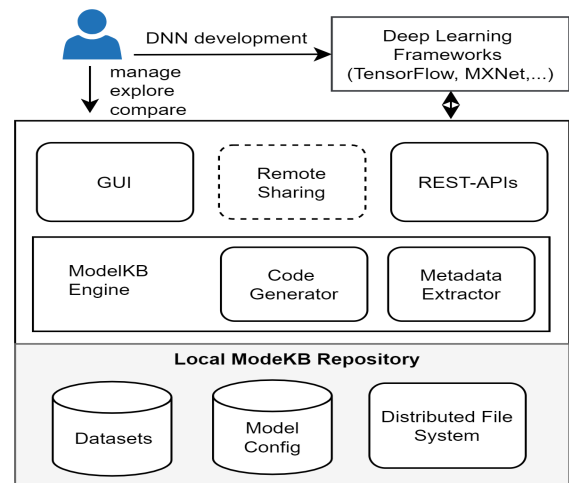 DNN development
Deep Learning
Frameworks
(TensorFlow, MXNet,...)
manage
explore
compare
GUI
Remote
Sharing
REST-APIs
ModelKB
Engine
Code
Generator
Metadata
Extractor
Local ModeKB Repository
Datasets
Model
Config
Distributed File
System